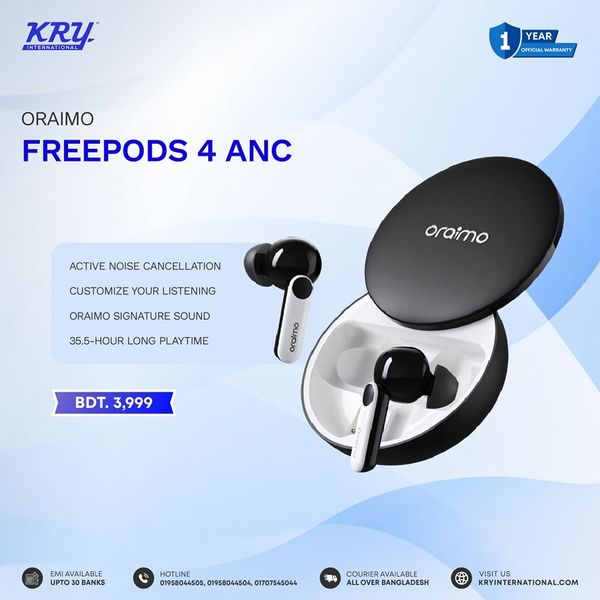 KRY
INTERNATIONAL
1 YEAR
OFFICIAL WARRANTY
ORAIMO
FREEPODS 4 ANC
oraimo
ACTIVE NOISE CANCELLATION
CUSTOMIZE YOUR LISTENING
ORAIMO SIGNATURE SOUND
35.5-HOUR LONG PLAYTIME
oraimo
oraimo
BDT. 3,999
EMI AVAILABLE
UPTO 30 BANKS
HOTLINE
01958044505, 01958044504, 01707545044
COURIER AVAILABLE
ALL OVER BANGLADESH
VISIT US
KRYINTERNATIONAL.COM